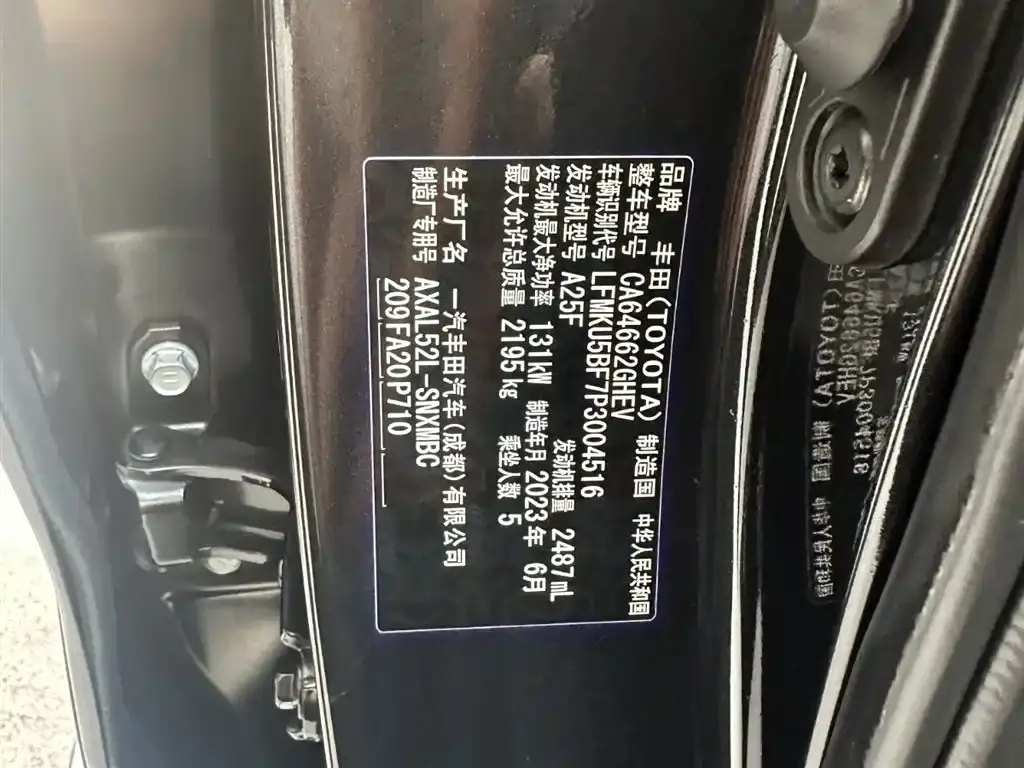 品牌 丰田(TOYOTA) 制造国 中华人民共和国
整车型号 CA64662GHEV
车辆识别代号 LFMKU5BF7P3004516
发动机型号 A25F 发动机排量 2487mL
发动机最大净功率 131kW 制造年月 2023年 6月
最大允许总质量 2195kg 乘坐人数 5
生产厂名 一汽丰田汽车(成都)有限公司
制造厂专用号 AXAL52L-SNXMBC
209FA20P710